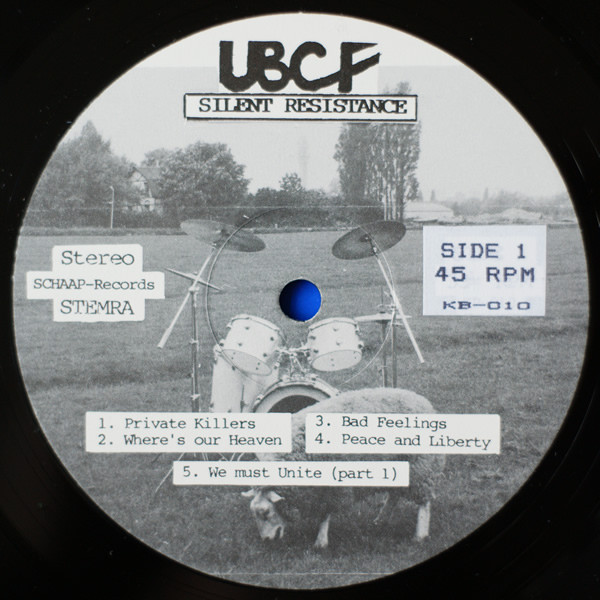 UBCF
SILENT RESISTANCE
Stereo
SCHAAP-Records
STEMRA
SIDE 1
45 RPM
KB-010
1. Private Killers
2. Where's our Heaven
3. Bad Feelings
4. Peace and Liberty
5. We must Unite (part 1)